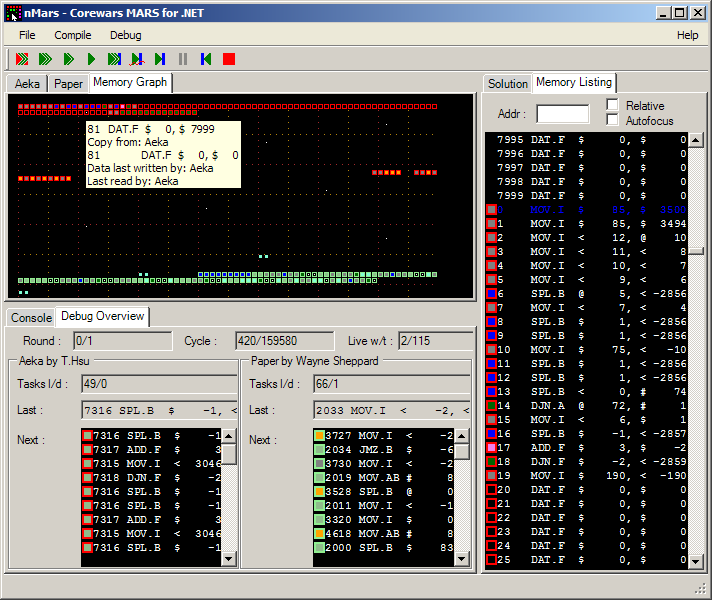 nMars - Corewars MARS for .NET
File Compile Debug Help
Aeka Paper Memory Graph
81 DAT.F $ 0, $ 7999
Copy from: Aeka
81 DAT.F $ 0, $ 0
Data last written by: Aeka
Last read by: Aeka
Console Debug Overview
Round : 0/1 Cycle : 420/159580 Live w/t : 2/115
Aeka by T.Hsu
Tasks l/d : 49/0
Last : 7316 SPL.B $ -1, <
Next :
7316 SPL.B $ -1
7317 ADD.F $ 3
7315 MOV.I < 3046
7318 DJN.F $ -2
7316 SPL.B $ -1
7316 SPL.B $ -1
7317 ADD.F $ 3
7315 MOV.I < 3046
7316 SPL.B $ -1
Paper by Wayne Sheppard
Tasks l/d : 66/1
Last : 2033 MOV.I < -2, <
Next :
3727 MOV.I < -2
2034 JMZ.B $ -6
3730 MOV.I < -2
2019 MOV.AB # 8
3528 SPL.B @ 0
2011 MOV.I < -1
3320 MOV.I $ 0
4618 MOV.AB # 8
2000 SPL.B $ 83
Solution Memory Listing
Addr : Relative
Autofocus
7995 DAT.F $ 0, $ 0
7996 DAT.F $ 0, $ 0
7997 DAT.F $ 0, $ 0
7998 DAT.F $ 0, $ 0
7999 DAT.F $ 0, $ 0
0 MOV.I $ 95, $ 3500
1 MOV.I $ 85, $ 3494
2 MOV.I < 12, @ 10
3 MOV.I < 11, < 8
4 MOV.I < 10, < 7
5 MOV.I < 9, < 6
6 SPL.B @ 5, < -2856
7 SPL.B < 7, < 4
8 SPL.B $ 1, < -2856
9 SPL.B $ 1, < -2856
10 MOV.I $ 75, < -10
11 SPL.B $ 1, < -2856
12 SPL.B $ 1, < -2856
13 SPL.B < 0, # 74
14 DJN.A @ 72, # 1
15 MOV.I $ 6, $ 1
16 SPL.B $ -1, < -2857
17 ADD.F $ 3, $ -2
18 DJN.F $ -2, < -2859
19 MOV.I $ 190, < -190
20 DAT.F $ 0, $ 0
21 DAT.F $ 0, $ 0
22 DAT.F $ 0, $ 0
23 DAT.F $ 0, $ 0
24 DAT.F $ 0, $ 0
25 DAT.F $ 0, $ 0